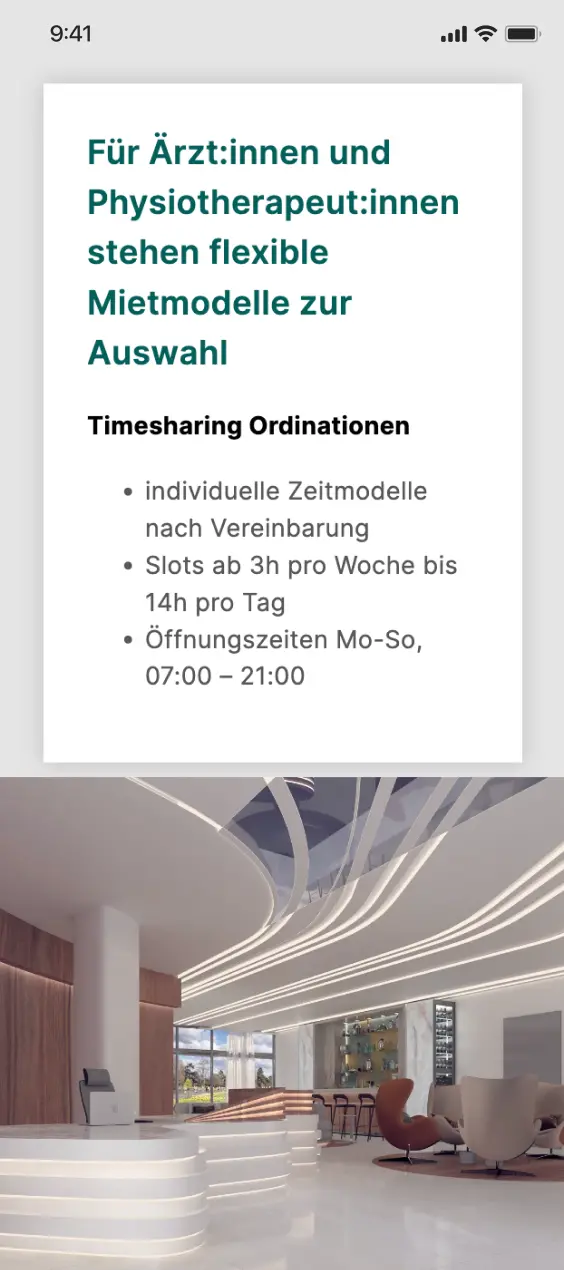 9:41
Für Ärzt:innen und
Physiotherapeut:innen
stehen flexible
Mietmodelle zur
Auswahl
Timesharing Ordinationen
• individuelle Zeitmodelle
nach Vereinbarung
• Slots ab 3h pro Woche bis
14h pro Tag
• Öffnungszeiten Mo-So,
07:00 – 21:00